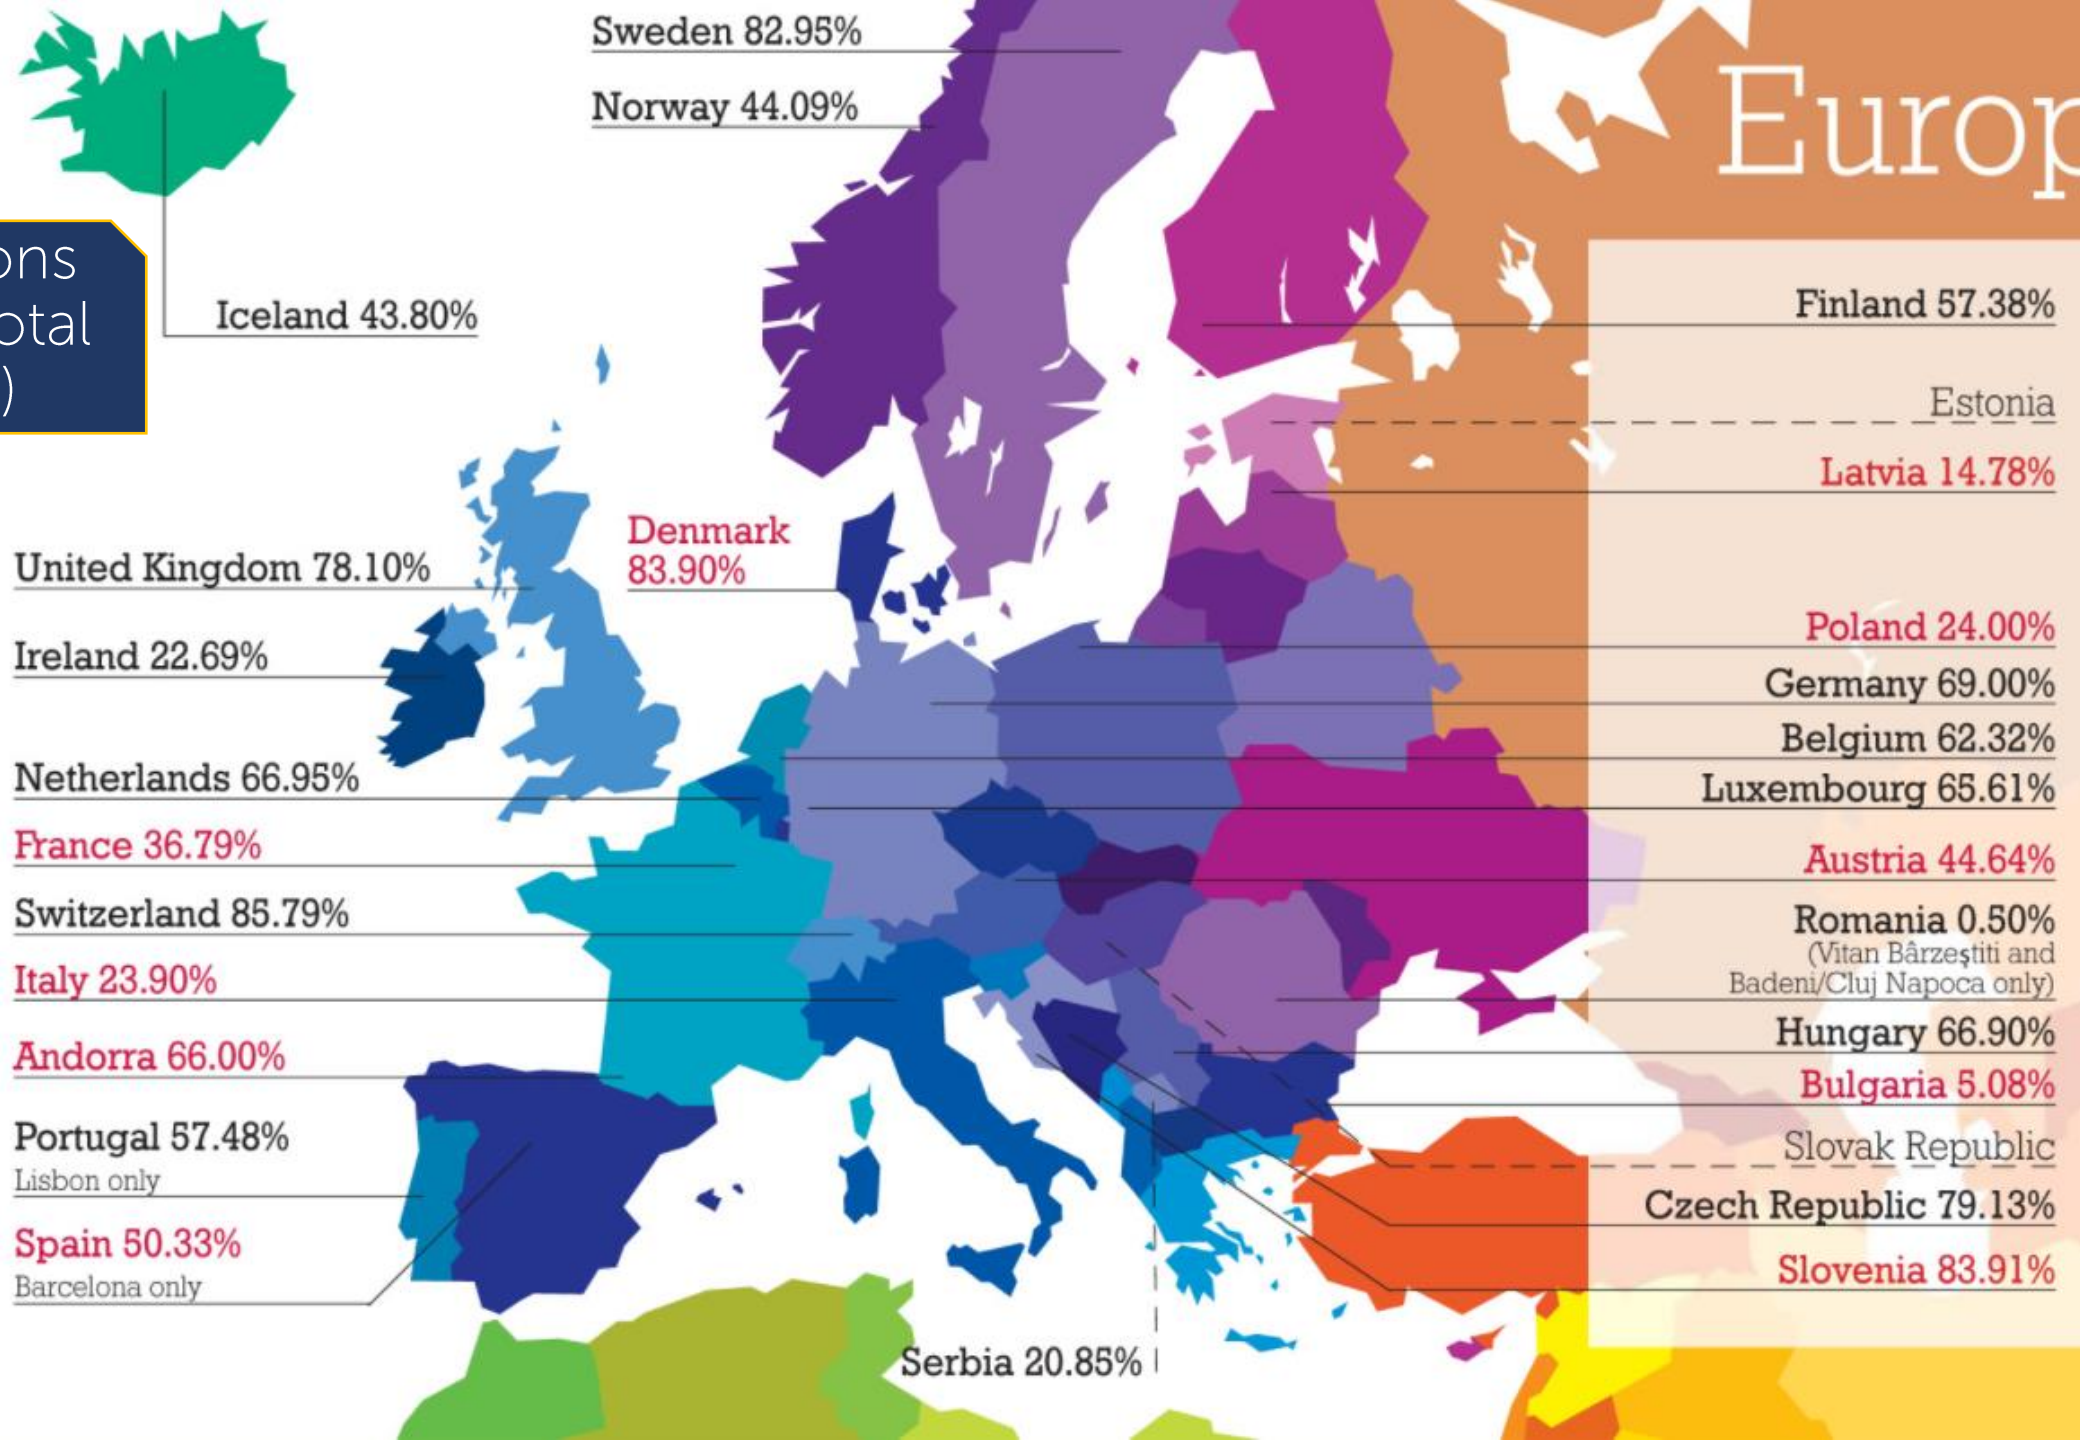 Sweden 82.95%
Norway 44.09%
Europ
ons
otal
)
Iceland 43.80%
Finland 57.38%
Estonia
Latvia 14.78%
Denmark
83.90%
United Kingdom 78.10%
Ireland 22.69%
Netherlands 66.95%
France 36.79%
Switzerland 85.79%
Italy 23.90%
Andorra 66.00%
Portugal 57.48%
Lisbon only
Spain 50.33%
Barcelona only
Poland 24.00%
Germany 69.00%
Belgium 62.32%
Luxembourg 65.61%
Austria 44.64%
Romania 0.50%
(Vitan Bârzeştiti and
Badeni/Cluj Napoca only)
Hungary 66.90%
Bulgaria 5.08%
Slovak Republic
Czech Republic 79.13%
Slovenia 83.91%
Serbia 20.85%